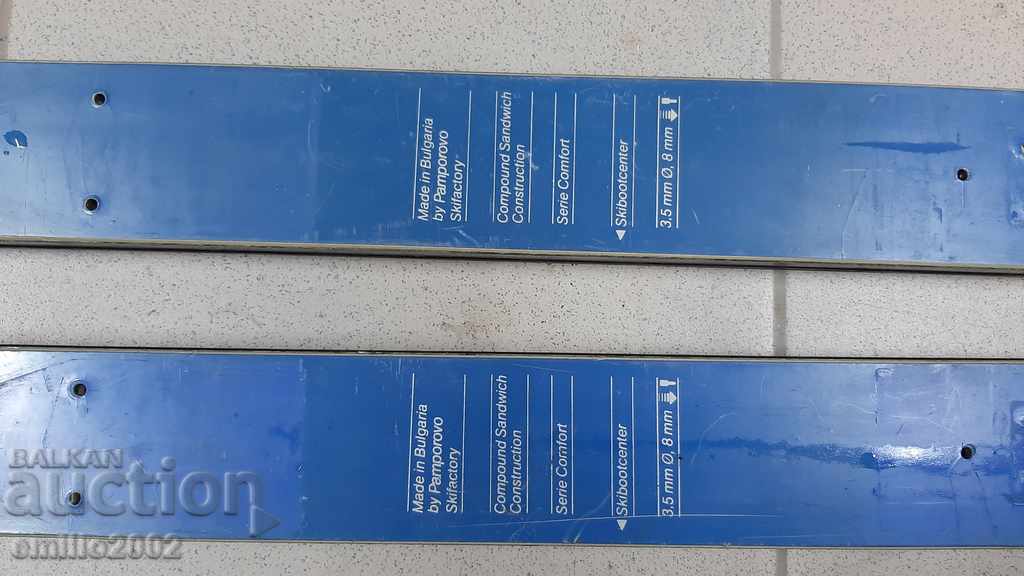 Made in Bulgaria
by Pamporovo
Skifactory
Compound Sandwich
Construction
Serie Comfort
◄ Skibootcenter
3.5 mm Ø, 8 mm
Made in Bulgaria
by Pamporovo
Skifactory
Compound Sandwich
Construction
Serie Comfort
◄ Skibootcenter
3.5 mm Ø, 8 mm
BALKAN
auction
emilio2002